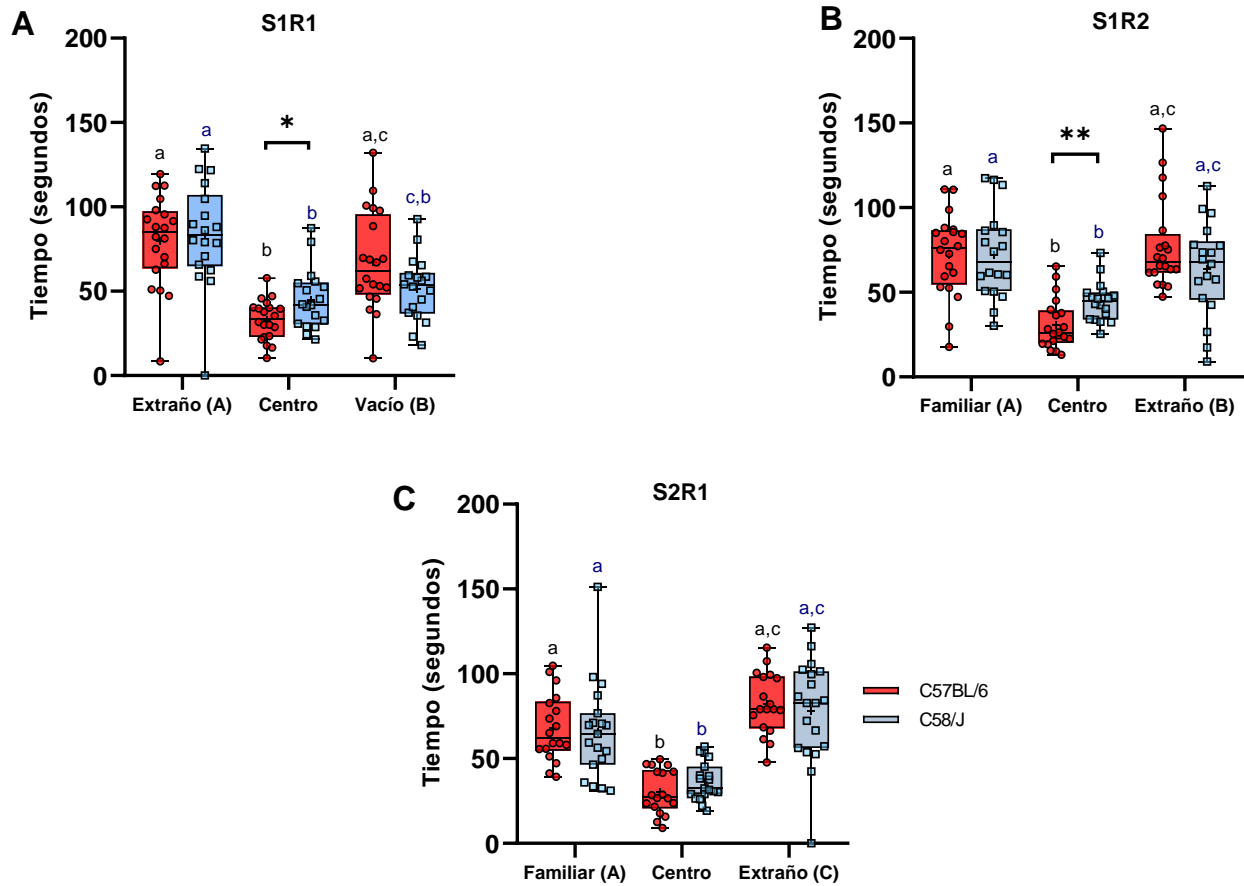 A
S1R1
Tiempo (segundos)
200
150
100
50
0
a
a
*
b
b
a,c
c,b
Extraño (A)
Centro
Vacío (B)
B
S1R2
Tiempo (segundos)
200
150
100
50
0
a
a
**
b
b
a,c
a,c
Familiar (A)
Centro
Extraño (B)
C
S2R1
Tiempo (segundos)
200
150
100
50
0
a
a
b
b
a,c
a,c
Familiar (A)
Centro
Extraño (C)
C57BL/6
C58/J